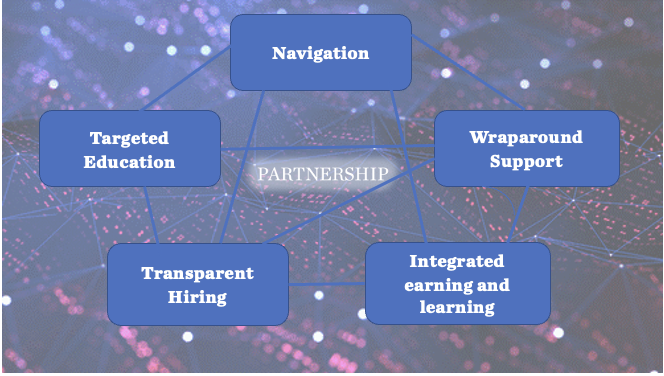 Navigation
Targeted
Education
Wraparound
Support
PARTNERSHIP
Transparent
Hiring
Integrated
earning and
learning